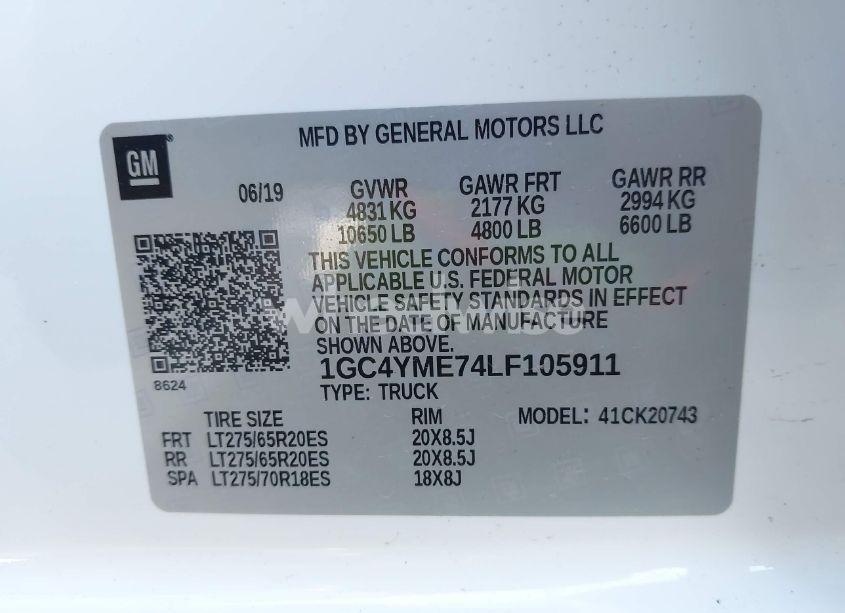 MFD BY GENERAL MOTORS LLC
GM
06/19 GVWR GAWR FRT GAWR RR
4831 KG 2177 KG 2994 KG
10650 LB 4800 LB 6600 LB
THIS VEHICLE CONFORMS TO ALL
APPLICABLE U.S. FEDERAL MOTOR
VEHICLE SAFETY STANDARDS IN EFFECT
ON THE DATE OF MANUFACTURE
SHOWN ABOVE.
1GC4YME74LF105911
8624
TYPE: TRUCK
TIRE SIZE RIM MODEL: 41CK20743
FRT LT275/65R20ES 20X8.5J
RR LT275/65R20ES 20X8.5J
SPA LT275/70R18ES 18X8J